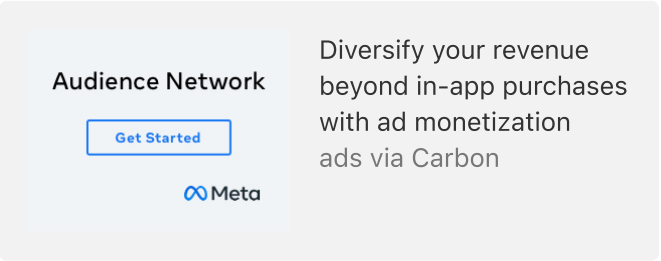 Audience Network
Get Started
Meta
Diversify your revenue
beyond in-app purchases
with ad monetization
ads via Carbon